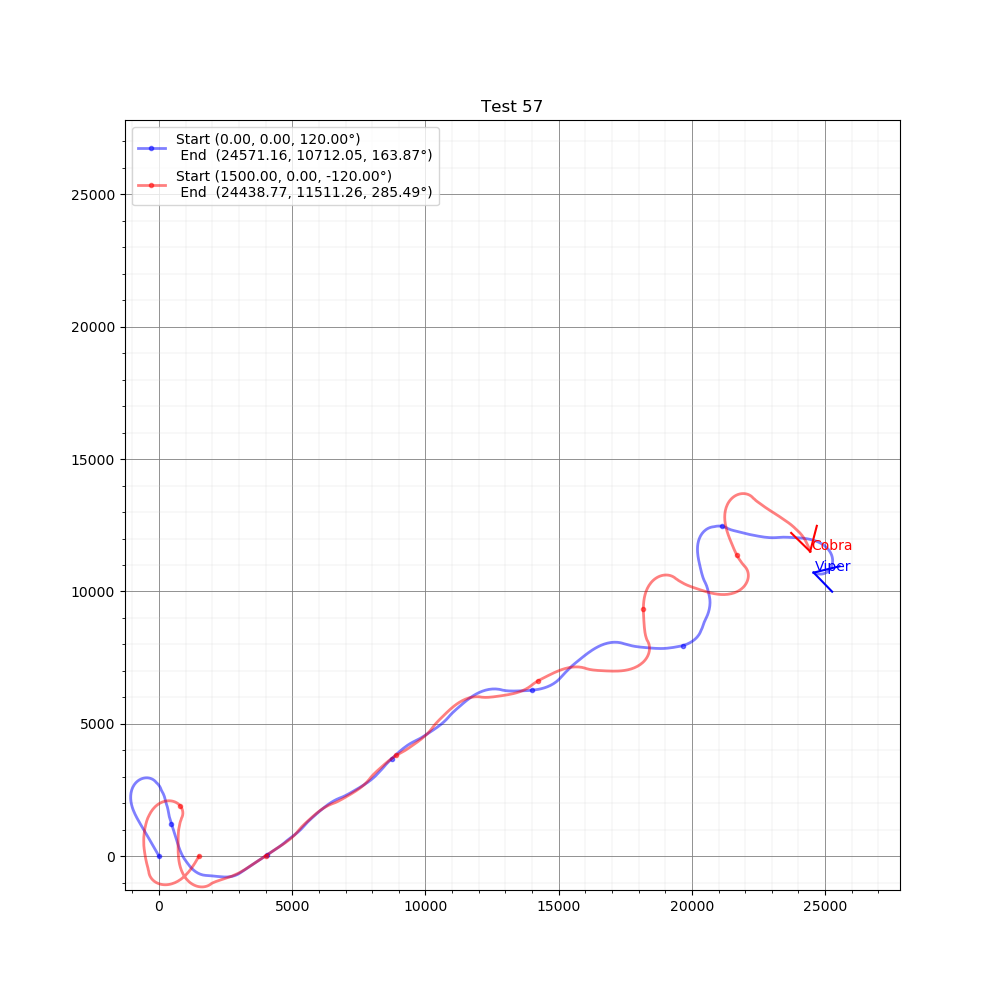 Test 57
Start (0.00, 0.00, 120.00°)
End  (24571.16, 10712.05, 163.87°)
Start (1500.00, 0.00, -120.00°)
End  (24438.77, 11511.26, 285.49°)
25000
20000
15000
10000
5000
0
Cobra
Viper
0 5000 10000 15000 20000 25000